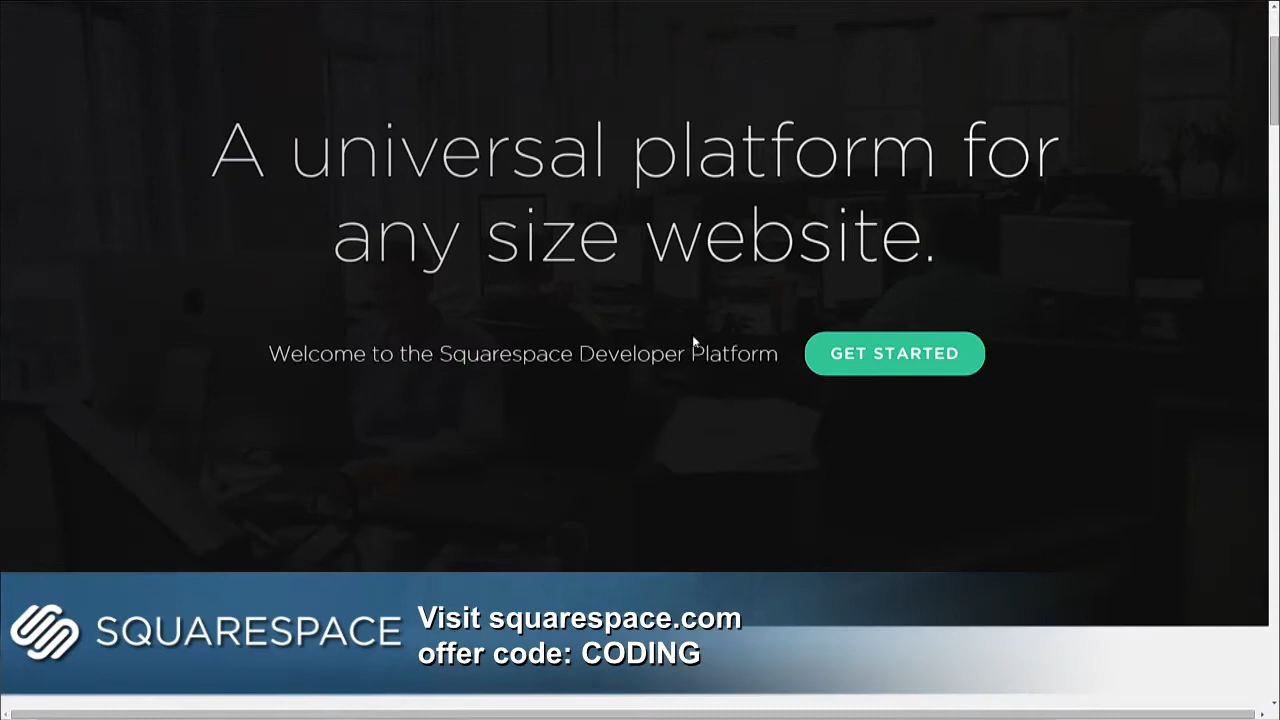 A universal platform for
any size website.
Welcome to the Squarespace Developer Platform
GET STARTED
SQUARESPACE
Visit squarespace.com
offer code: CODING